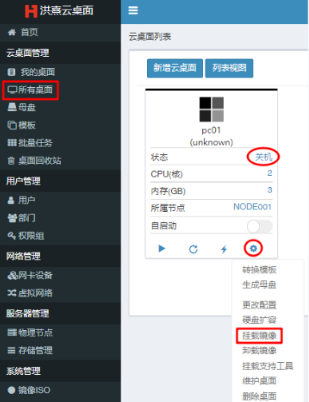 洪熹云桌面
首页
云桌面管理
我的桌面
所有桌面
母盘
模板
批量任务
桌面回收站
用户管理
用户
部门
权限组
网络管理
网卡设备
虚拟网络
服务器管理
物理节点
存储管理
系统管理
镜像ISO
云桌面列表
新增云桌面 列表视图
pc01
(unknown)
状态 关机
CPU(核) 2
内存(GB) 3
所属节点 NODE001
自启动
转换模板
生成母盘
更改配置
硬盘扩容
挂载镜像
卸载镜像
挂载支持工具
维护桌面
删除桌面